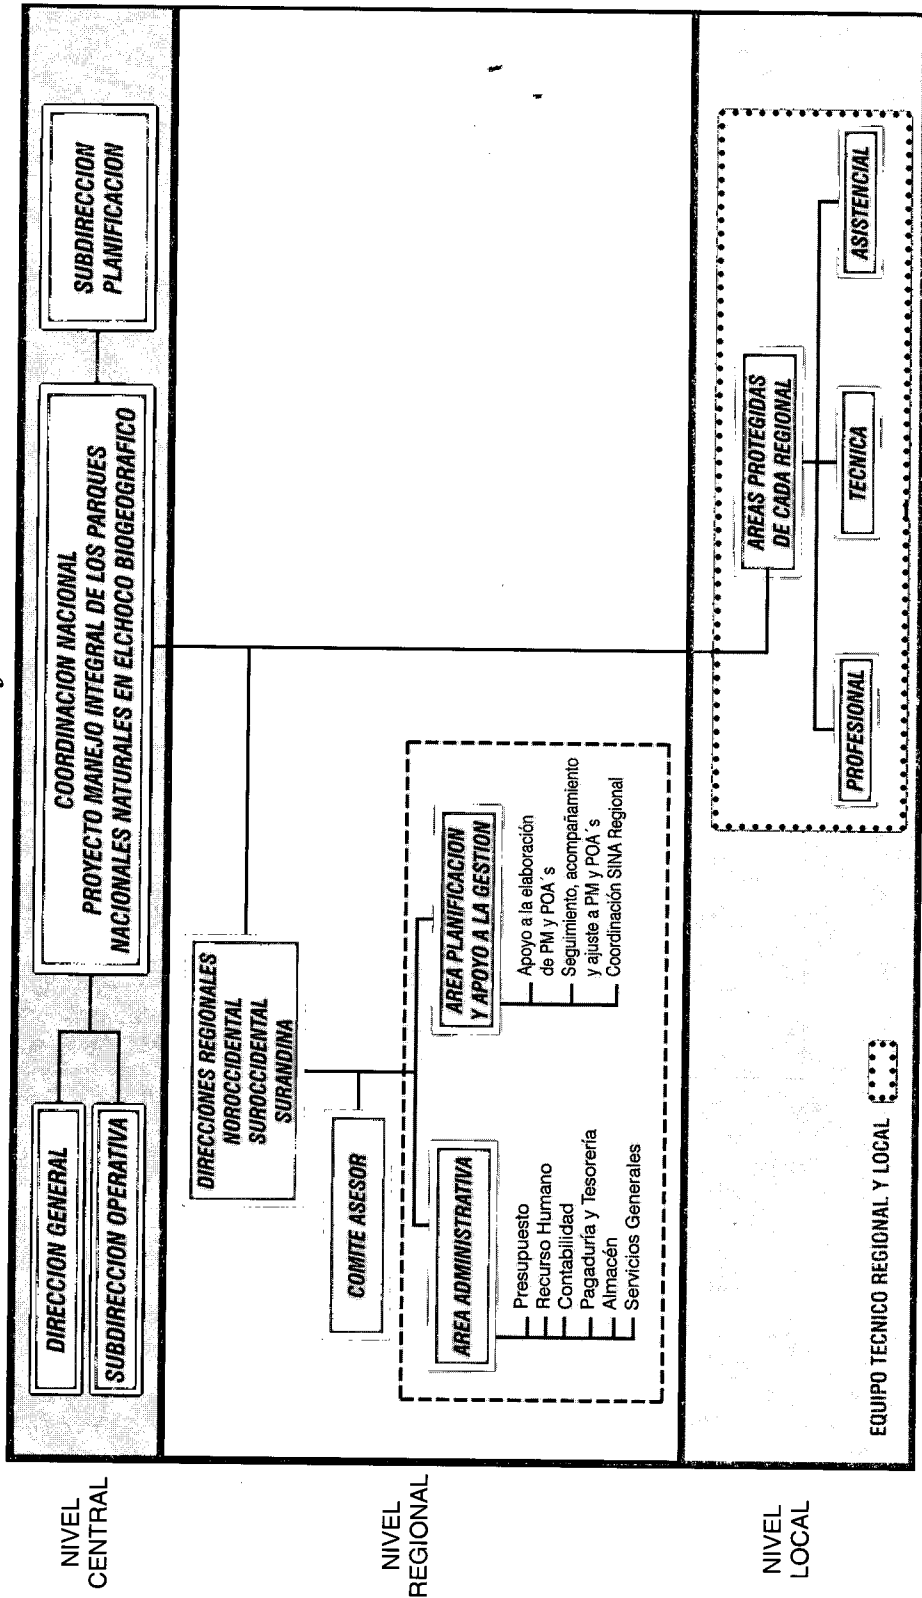 NIVEL
CENTRAL
DIRECCION GENERAL
SUBDIRECCION OPERATIVA
COORDINACION NACIONAL
PROYECTO MANEJO INTEGRAL DE LOS PARQUES
NACIONALES NATURALES EN ELCHOCO BIOGEOGRAFICO
SUBDIRECCION
PLANIFICACION
NIVEL
REGIONAL
DIRECCIONES REGIONALES
NOROCCIDENTAL
SUROCCIDENTAL
SURANDINA
COMITE ASESOR
AREA ADMINISTRATIVA
Presupuesto
Recurso Humano
Contabilidad
Pagaduría y Tesorería
Almacén
Servicios Generales
AREA PLANIFICACION
Y APOYO A LA GESTION
Apoyo a la elaboración
de PM y POA´s
Seguimiento, acompañamiento
y ajuste a PM y POA´s
Coordinación SINA Regional
NIVEL
LOCAL
AREAS PROTEGIDAS
DE CADA REGIONAL
PROFESIONAL
TECNICA
ASISTENCIAL
EQUIPO TECNICO REGIONAL Y LOCAL